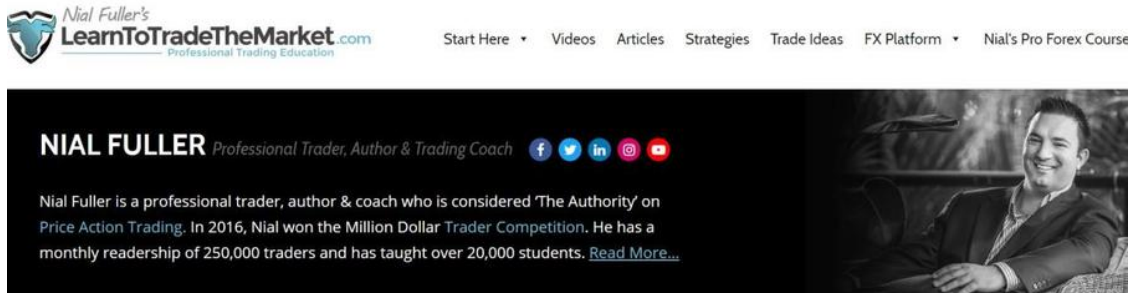 Nial Fuller's
LearnToTradeTheMarket.com
Professional Trading Education
Start Here Videos Articles Strategies Trade Ideas FX Platform Nial's Pro Forex Course
NIAL FULLER Professional Trader, Author & Trading Coach
Nial Fuller is a professional trader, author & coach who is considered 'The Authority' on
Price Action Trading. In 2016, Nial won the Million Dollar Trader Competition. He has a
monthly readership of 250,000 traders and has taught over 20,000 students. Read More...